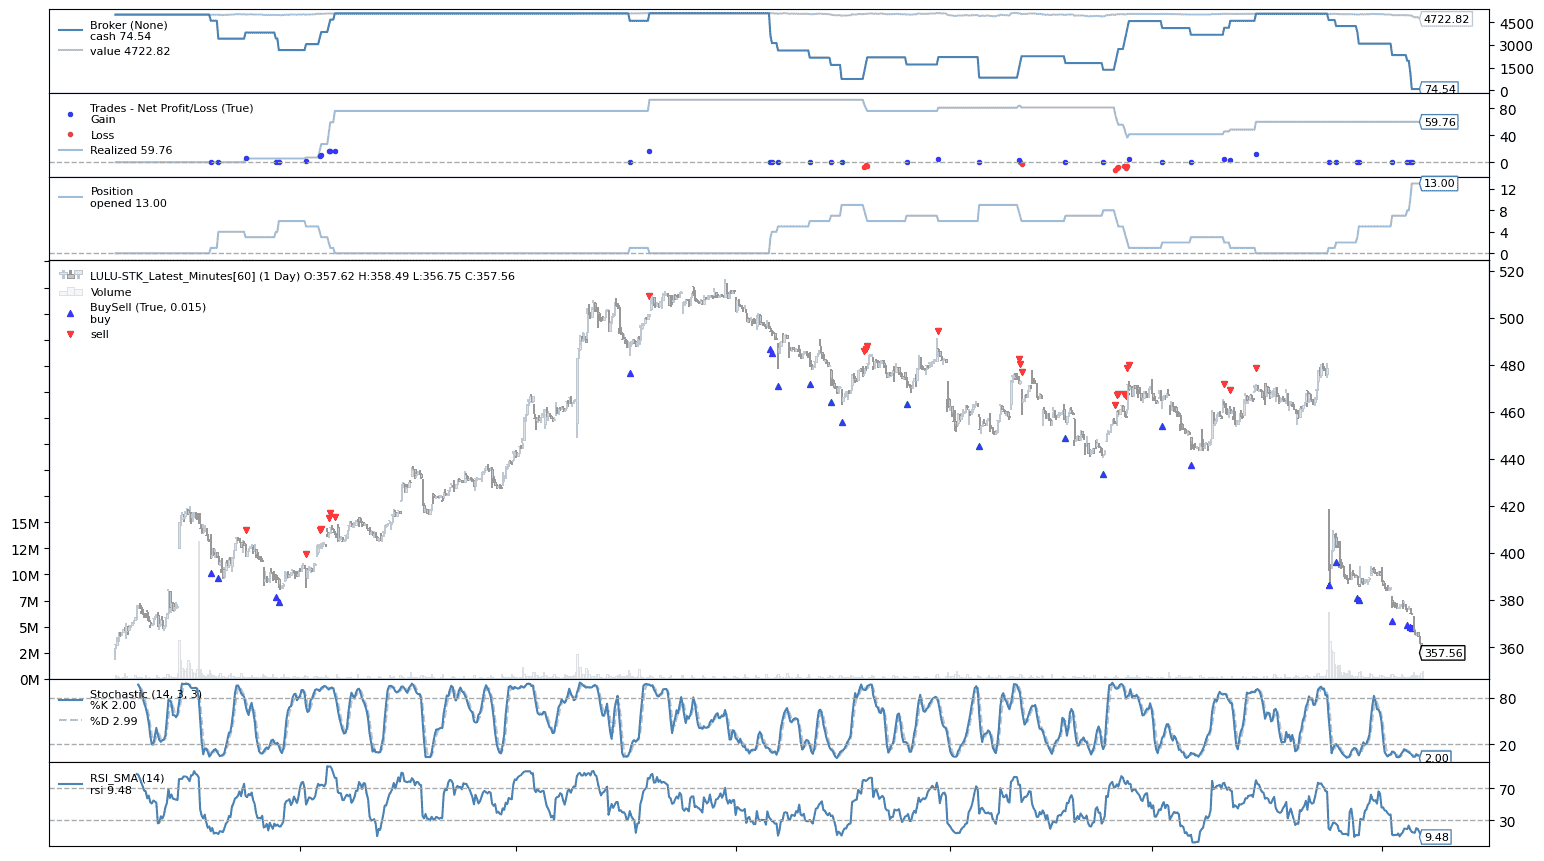 Broker (None)
cash 74.54
value 4722.82
4722.82
4500
3000
1500
0
74.54
Trades - Net Profit/Loss (True)
Gain
Loss
Realized 59.76
80
59.76
40
0
Position
opened 13.00
13.00
12
8
4
0
LULU-STK_Latest_Minutes[60] (1 Day) O:357.62 H:358.49 L:356.75 C:357.56
Volume
BuySell (True, 0.015)
buy
sell
520
500
480
460
440
420
400
380
360
357.56
15M
12M
10M
7M
5M
2M
0M
Stochastic (14, 3, 3)
%K 2.00
%D 2.99
80
20
2.00
RSI_SMA (14)
rsi 9.48
70
30
9.48